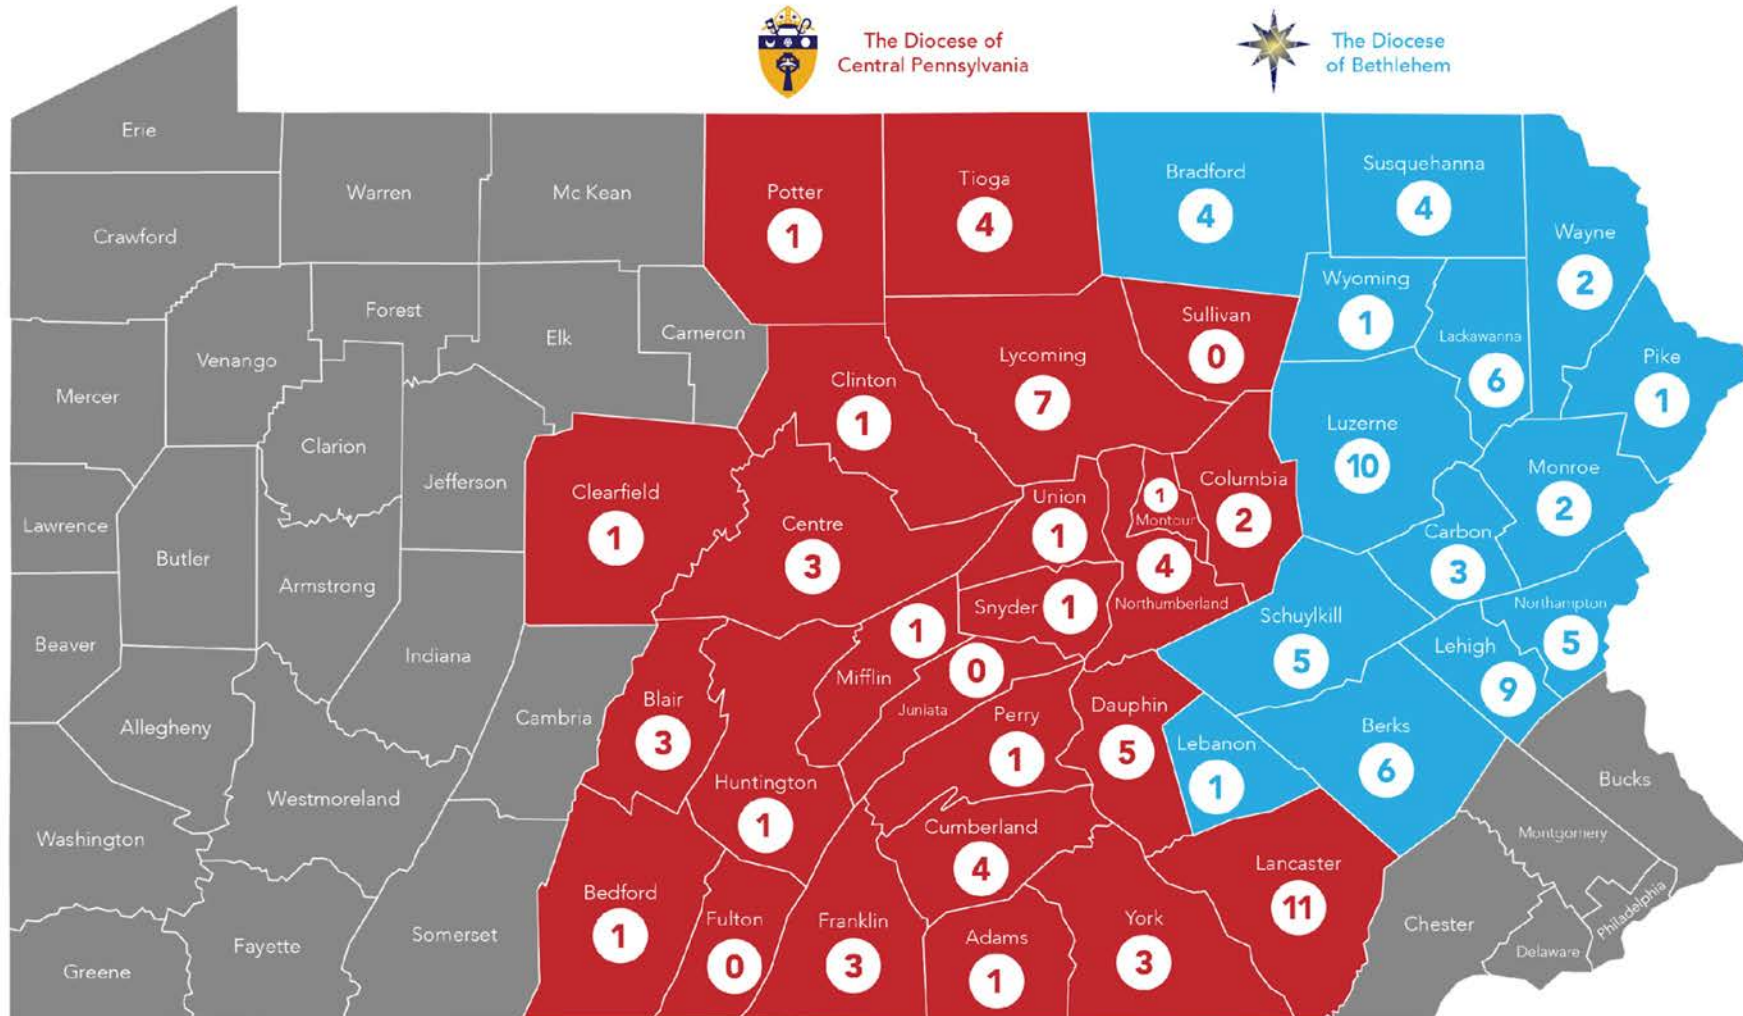 The Diocese of
Central Pennsylvania
The Diocese
of Bethlehem
Erie
Crawford
Warren
Mc Kean
Potter
1
Tioga
4
Bradford
4
Susquehanna
4
Wayne
2
Wyoming
1
Lackawanna
6
Pike
1
Mercer
Venango
Forest
Elk
Cameron
Clinton
1
Lycoming
7
Sullivan
0
Luzerne
10
Monroe
2
Lawrence
Butler
Clarion
Jefferson
Clearfield
1
Centre
3
Union
1
1
Montour
Columbia
2
Carbon
3
Beaver
Armstrong
Indiana
Snyder
1
4
Northumberland
Schuylkill
5
Lehigh
9
Northampton
5
Allegheny
Westmoreland
Cambria
Blair
3
Huntington
1
1
Mifflin
0
Juniata
Perry
1
Dauphin
5
Lebanon
1
Berks
6
Bucks
Washington
Greene
Fayette
Somerset
Bedford
1
Fulton
0
Franklin
3
Cumberland
4
Adams
1
York
3
Lancaster
11
Chester
Montgomery
Delaware
Philadelphia